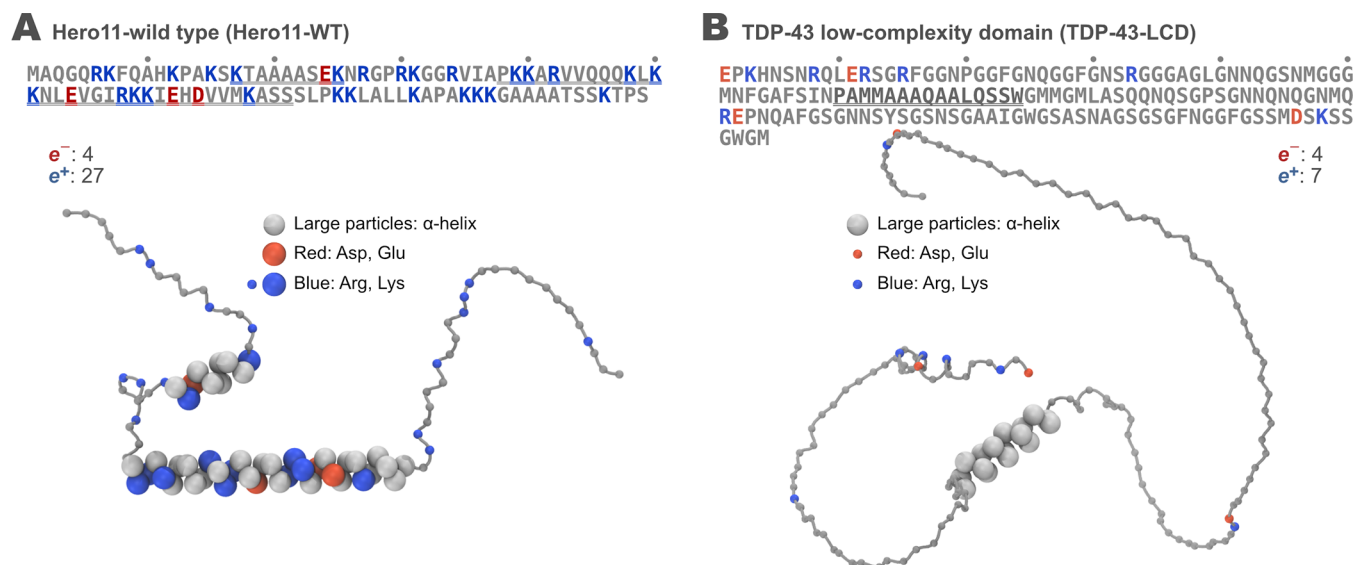 A Hero11-wild type (Hero11-WT)
MAQGQRKFQAHKPAKSKTAAAASEKNRGPRKGGRVIAPKKARVVQQQKLK
KNLEVGIRKKIEHDVVMKASSSLPKKLALLKAPAKKKGAAAATSSKTPS
e−: 4
e+: 27
Large particles: α-helix
Red: Asp, Glu
Blue: Arg, Lys
B TDP-43 low-complexity domain (TDP-43-LCD)
EPKHNSNRQLERSGRFGGNPGGFGNQGGFGNSRGGGAGLGNNQGSNMGGG
MNFGAFSINPAMMAAAQAALQSSWGMMGMLASQQNQSGPSGNNQNQGNMQ
REPNQAFGSGNNSYSGSNSGAAIGWGSASNAGSGSGFNGGFGSSMDSKSS
GWGM
e−: 4
e+: 7
Large particles: α-helix
Red: Asp, Glu
Blue: Arg, Lys